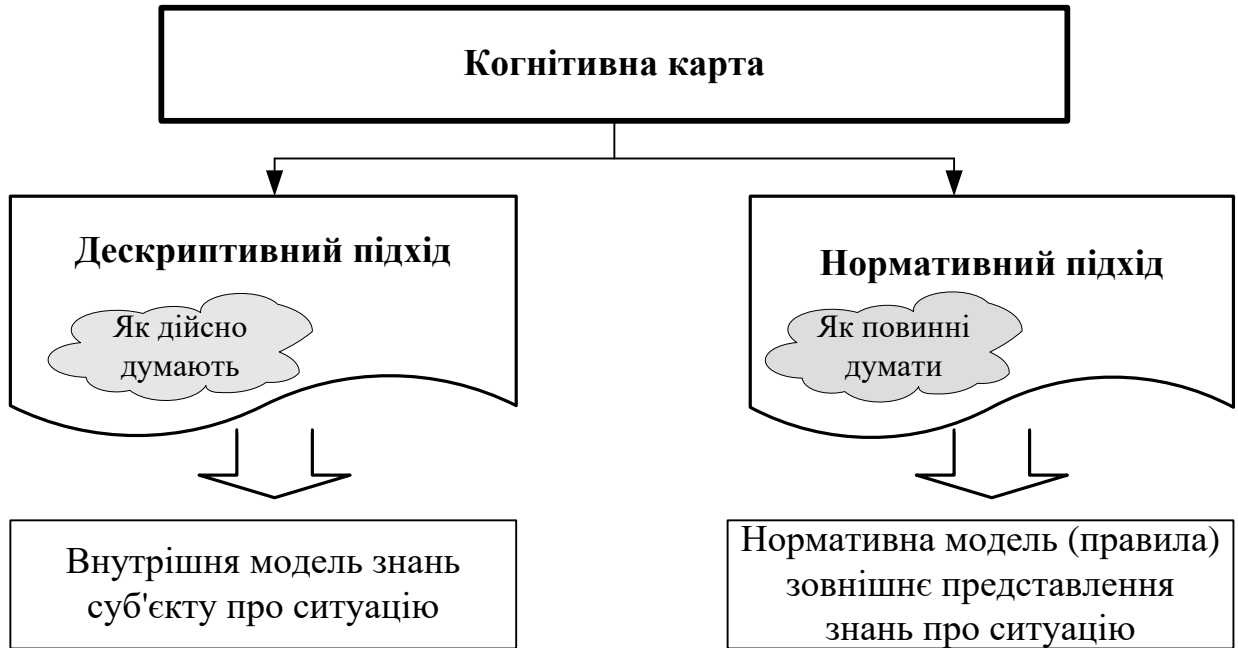 Когнітивна карта
Дескриптивний підхід
Як дійсно
думають
Внутрішня модель знань
суб'єкту про ситуацію
Нормативний підхід
Як повинні
думати
Нормативна модель (правила)
зовнішнє представлення
знань про ситуацію